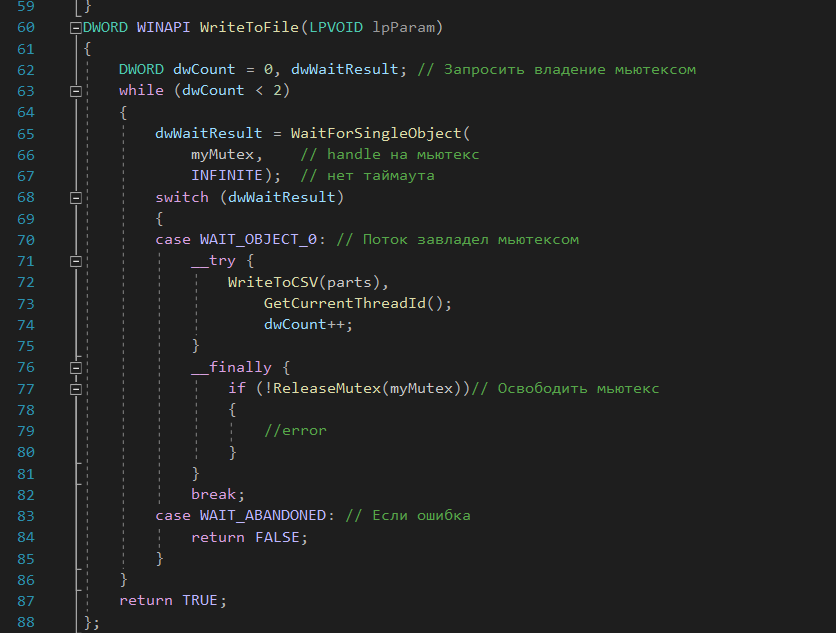 59 }
60 DWORD WINAPI WriteToFile(LPVOID lpParam)
61 {
62 DWORD dwCount = 0, dwWaitResult; // Запросить владение мьютексом
63 while (dwCount < 2)
64 {
65 dwWaitResult = WaitForSingleObject(
66 myMutex, // handle на мьютекс
67 INFINITE); // нет таймаута
68 switch (dwWaitResult)
69 {
70 case WAIT_OBJECT_0: // Поток завладел мьютексом
71 __try {
72 WriteToCSV(parts),
73 GetCurrentThreadId();
74 dwCount++;
75 }
76 __finally {
77 if (!ReleaseMutex(myMutex))// Освободить мьютекс
78 {
79 //error
80 }
81 }
82 break;
83 case WAIT_ABANDONED: // Если ошибка
84 return FALSE;
85 }
86 }
87 return TRUE;
88 };